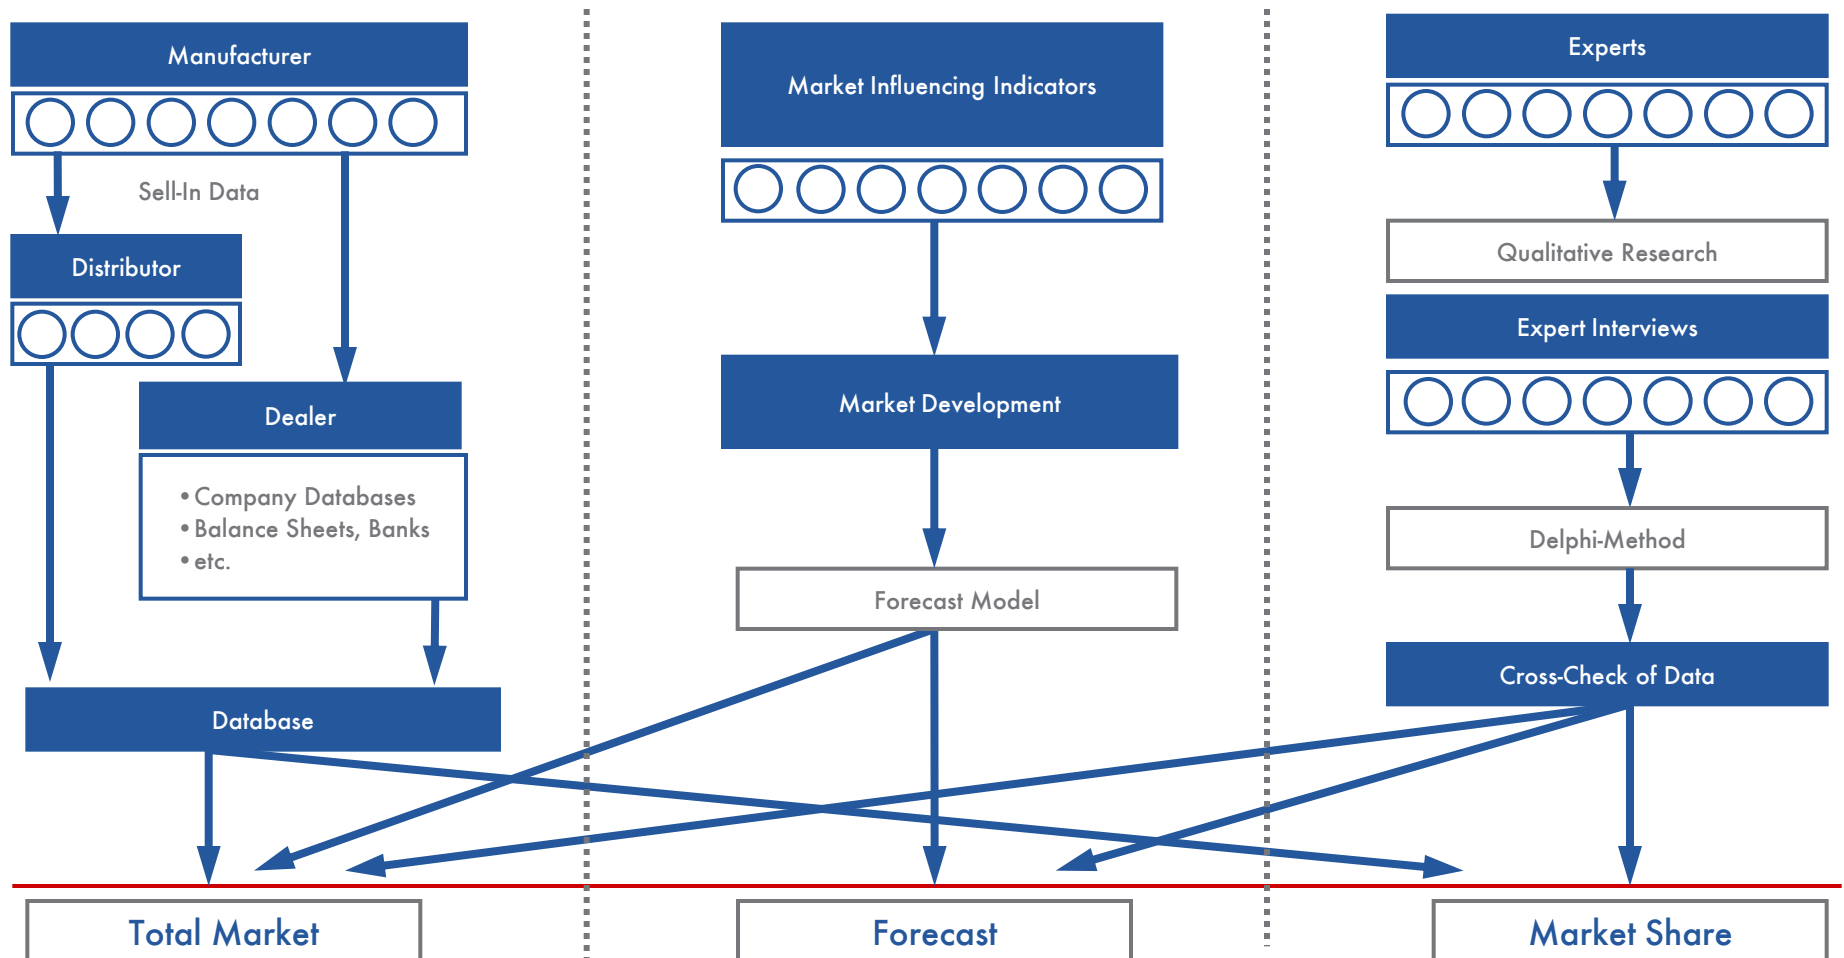 Manufacturer
Sell-In Data
Distributor
Dealer
•Company Databases
•Balance Sheets, Banks
•etc.
Database
Total Market
Market Influencing Indicators
Market Development
Forecast Model
Forecast
Experts
Qualitative Research
Expert Interviews
Delphi-Method
Cross-Check of Data
Market Share